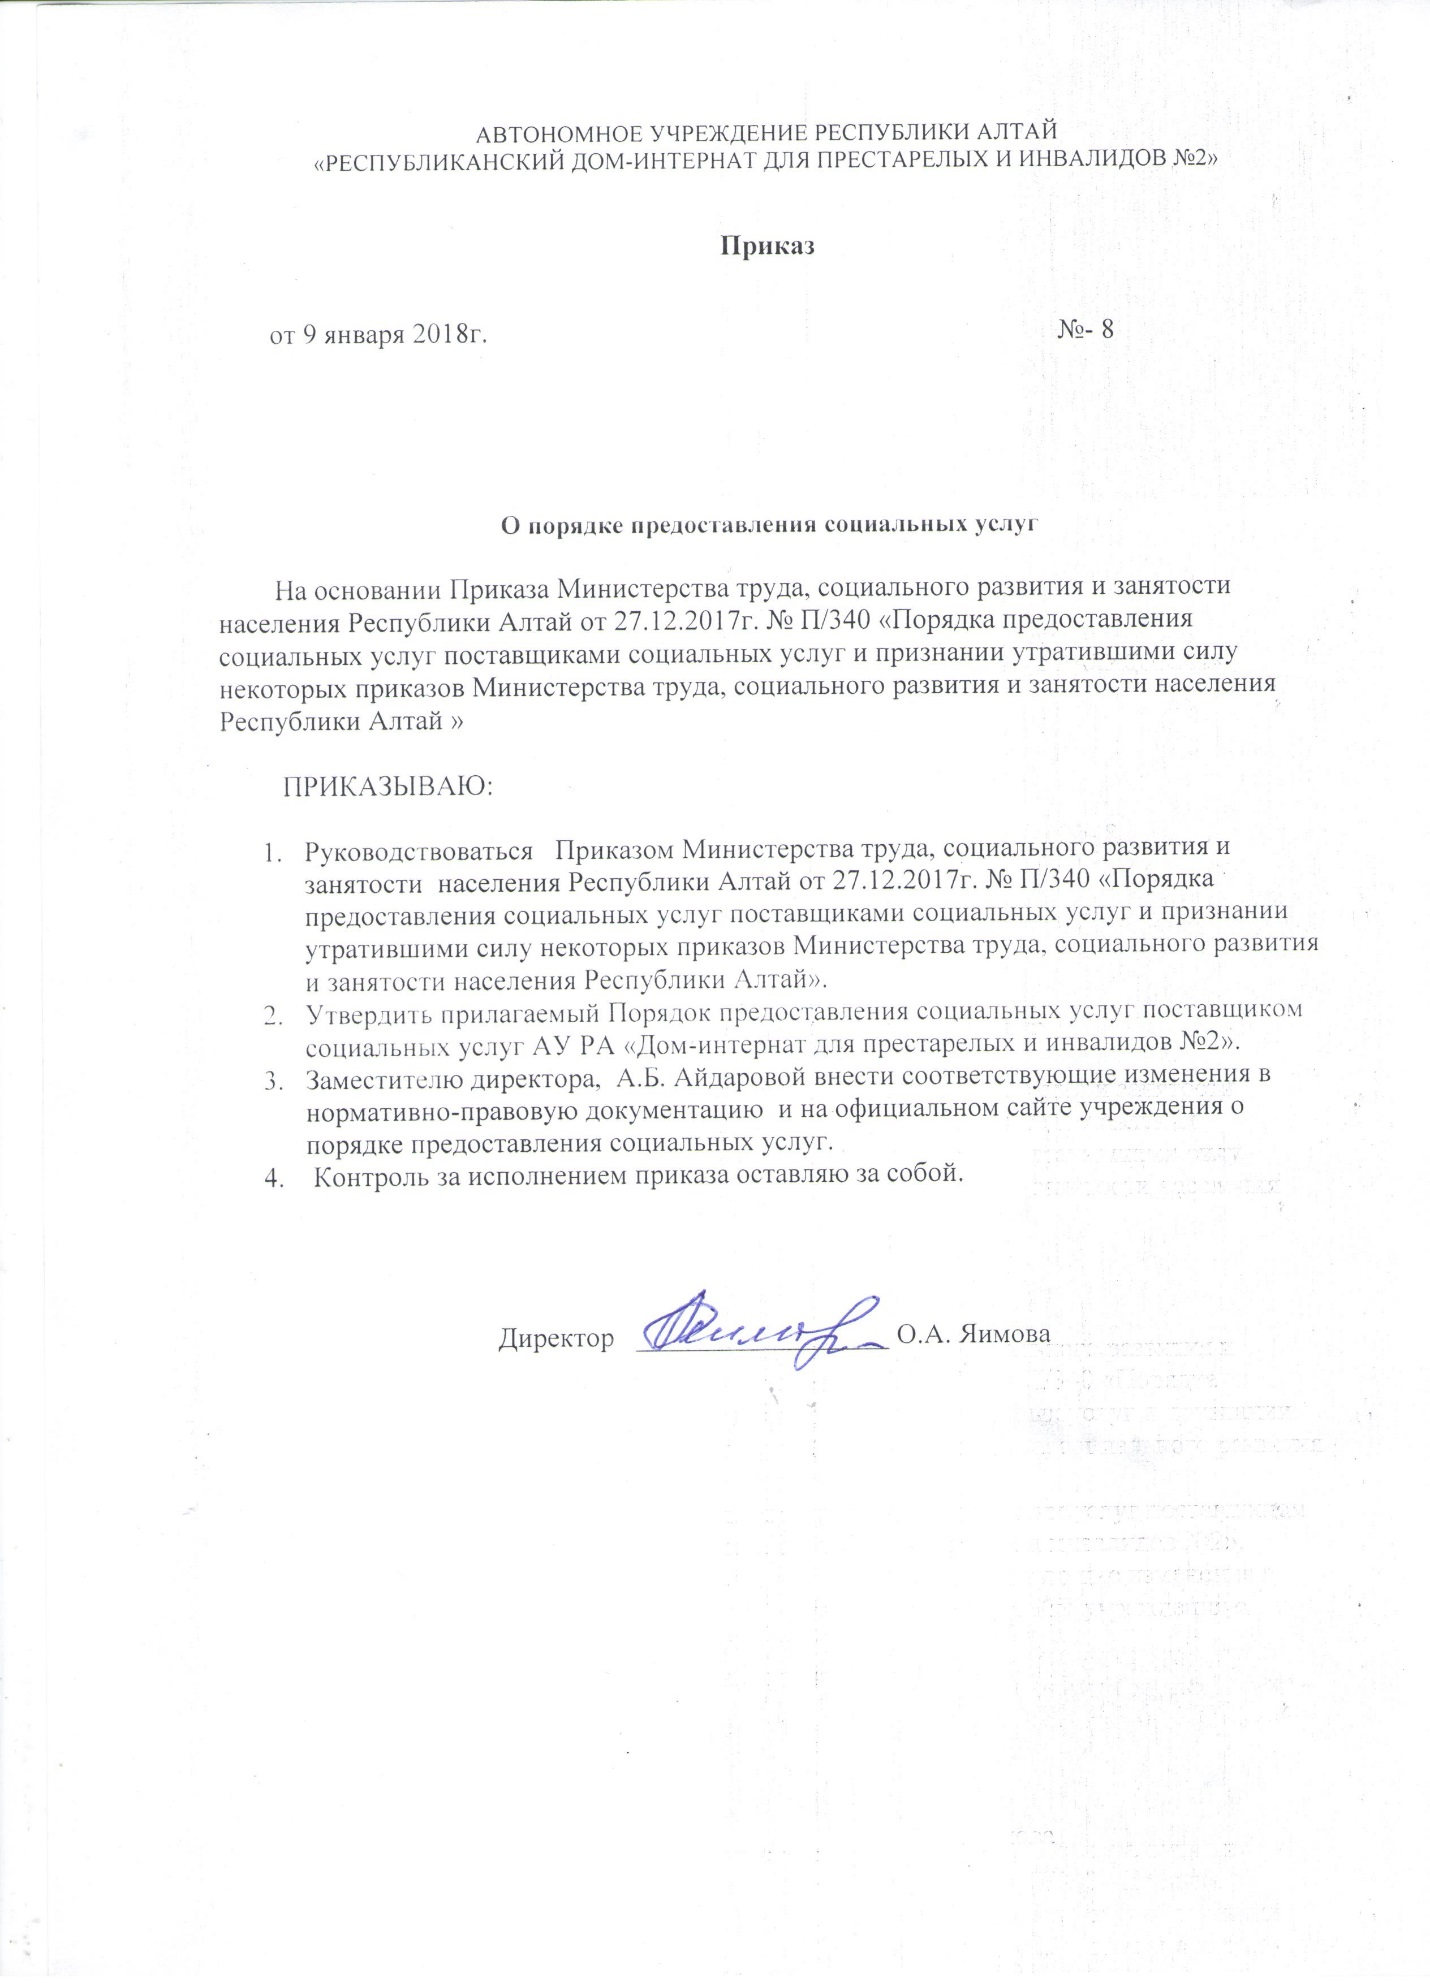 АВТОНОМНОЕ УЧРЕЖДЕНИЕ РЕСПУБЛИКИ АЛТАЙ
«РЕСПУБЛИКАНСКИЙ ДОМ-ИНТЕРНАТ ДЛЯ ПРЕСТАРЕЛЫХ И ИНВАЛИДОВ №2»
Приказ
от 9 января 2018г. №- 8
О порядке предоставления социальных услуг
На основании Приказа Министерства труда, социального развития и занятости
населения Республики Алтай от 27.12.2017г. № П/340 «Порядка предоставления
социальных услуг поставщиками социальных услуг и признании утратившими силу
некоторых приказов Министерства труда, социального развития и занятости населения
Республики Алтай »
ПРИКАЗЫВАЮ:
1. Руководствоваться Приказом Министерства труда, социального развития и
занятости населения Республики Алтай от 27.12.2017г. № П/340 «Порядка
предоставления социальных услуг поставщиками социальных услуг и признании
утратившими силу некоторых приказов Министерства труда, социального развития
и занятости населения Республики Алтай».
2. Утвердить прилагаемый Порядок предоставления социальных услуг поставщиком
социальных услуг АУ РА «Дом-интернат для престарелых и инвалидов №2».
3. Заместителю директора, А.Б. Айдаровой внести соответствующие изменения в
нормативно-правовую документацию и на официальном сайте учреждения о
порядке предоставления социальных услуг.
4. Контроль за исполнением приказа оставляю за собой.
Директор О.А. Яимова